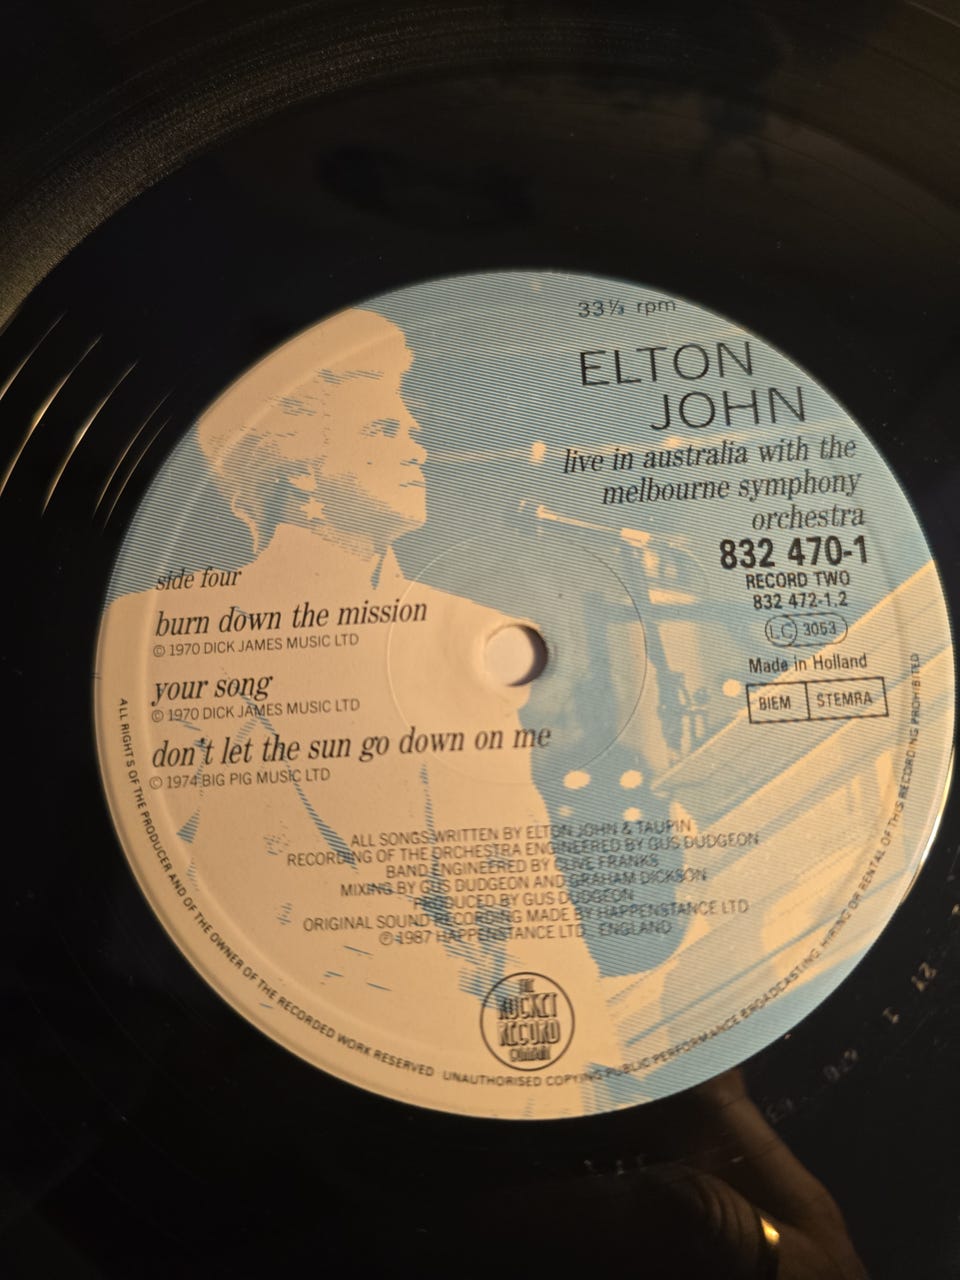 33⅓ rpm
ELTON
JOHN
live in australia with the
melbourne symphony
orchestra
832 470-1
RECORD TWO
832 472-1.2
LC 3053
Made in Holland
BIEM STEMRA
side four
burn down the mission
© 1970 DICK JAMES MUSIC LTD
your song
© 1970 DICK JAMES MUSIC LTD
don't let the sun go down on me
© 1974 BIG PIG MUSIC LTD
ALL SONGS WRITTEN BY ELTON JOHN & TAUPIN
RECORDING OF THE ORCHESTRA ENGINEERED BY GUS DUDGEON
BAND ENGINEERED BY CLIVE FRANKS
MIXING BY GUS DUDGEON AND GRAHAM DICKSON
PRODUCED BY GUS DUDGEON
ORIGINAL SOUND RECORDING MADE BY HAPPENSTANCE LTD
℗ 1987 HAPPENSTANCE LTD ENGLAND
THE
ROCKET
RECORD
COMPANY
ALL RIGHTS OF THE PRODUCER AND OF THE OWNER OF THE RECORDED WORK RESERVED UNAUTHORISED COPYING PUBLIC PERFORMANCE BROADCASTING HIRING OR RENTAL OF THIS RECORDING PROHIBITED